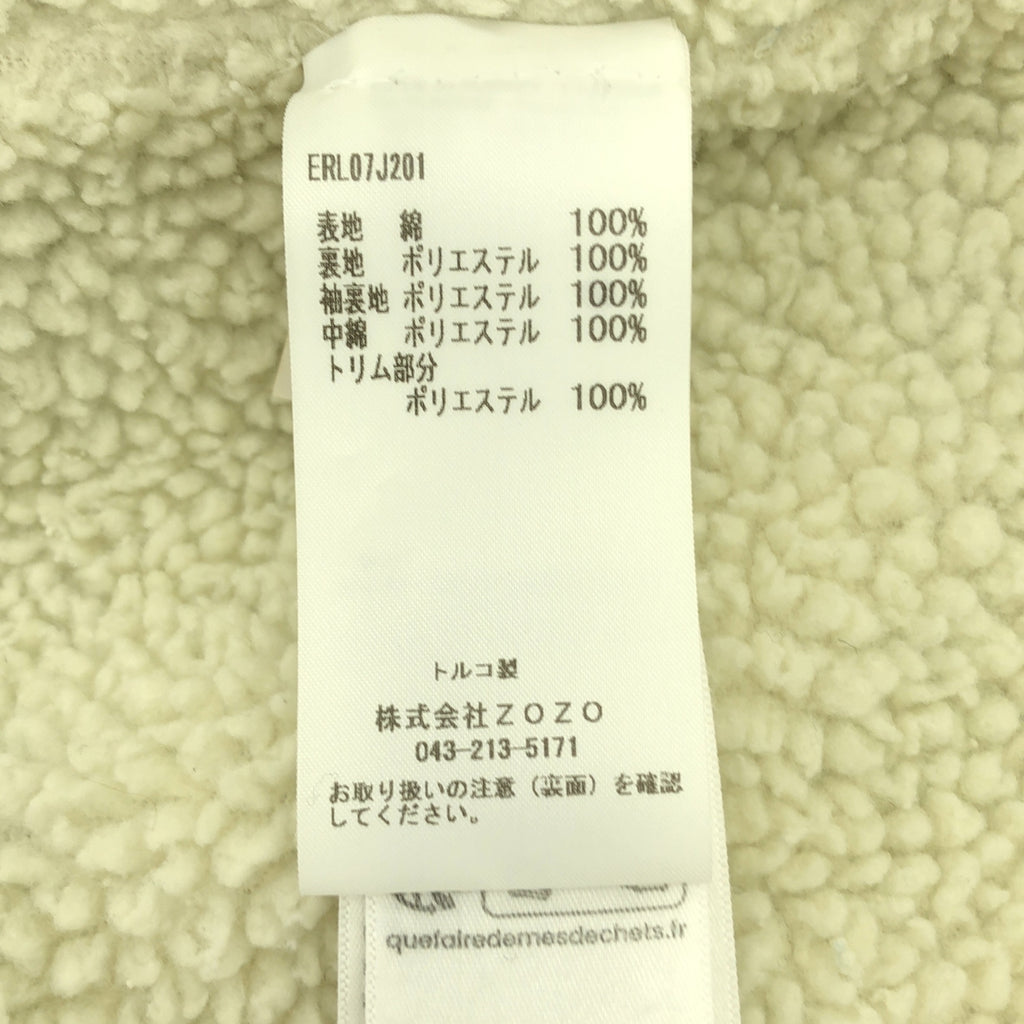 ERL07J201
表地 綿 100%
裏地 ポリエステル 100%
袖裏地 ポリエステル 100%
中綿 ポリエステル 100%
トリム部分
ポリエステル 100%
トルコ製
株式会社ZOZO
043-213-5171
お取り扱いの注意（裏面）を確認
してください。
quefairedemesdechets.fr